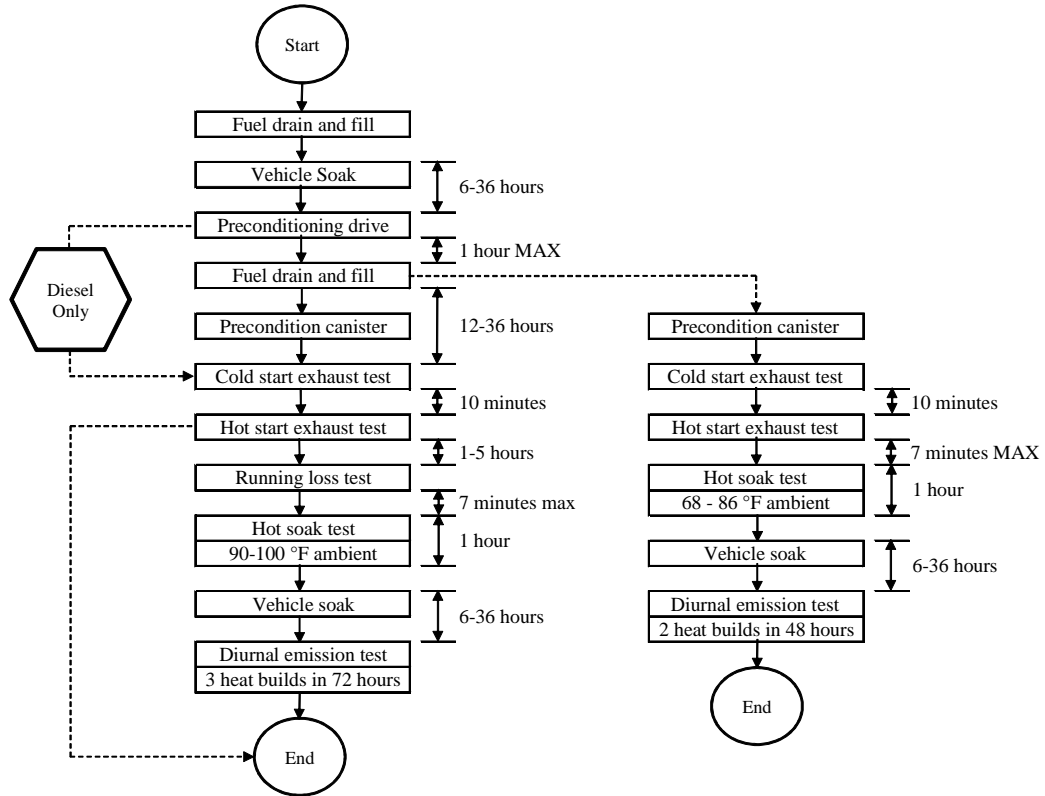 Start
Fuel drain and fill
Vehicle Soak
6-36 hours
Preconditioning drive
1 hour MAX
Fuel drain and fill
Diesel
Only
Precondition canister
12-36 hours
Cold start exhaust test
10 minutes
Hot start exhaust test
1-5 hours
Running loss test
7 minutes max
Hot soak test
90-100 °F ambient
1 hour
Vehicle soak
6-36 hours
Diurnal emission test
3 heat builds in 72 hours
End
Precondition canister
Cold start exhaust test
10 minutes
Hot start exhaust test
7 minutes MAX
Hot soak test
68 - 86 °F ambient
1 hour
Vehicle soak
6-36 hours
Diurnal emission test
2 heat builds in 48 hours
End